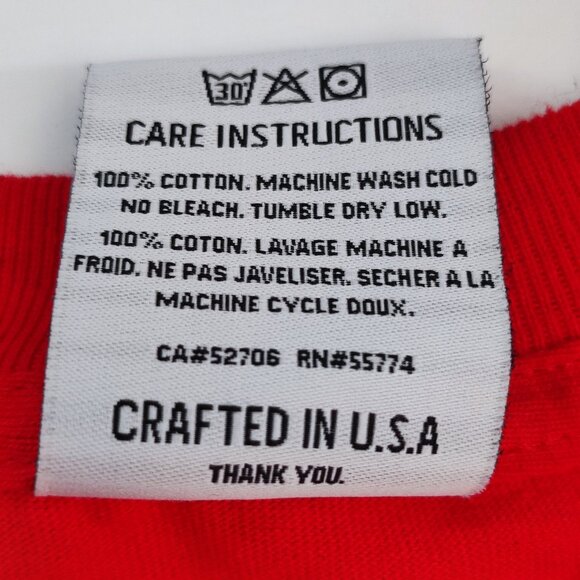 30°
CARE INSTRUCTIONS
100% COTTON. MACHINE WASH COLD
NO BLEACH. TUMBLE DRY LOW.
100% COTON. LAVAGE MACHINE A
FROID. NE PAS JAVELISER. SECHER A LA
MACHINE CYCLE DOUX.
CA#52706 RN#55774
CRAFTED IN U.S.A
THANK YOU.